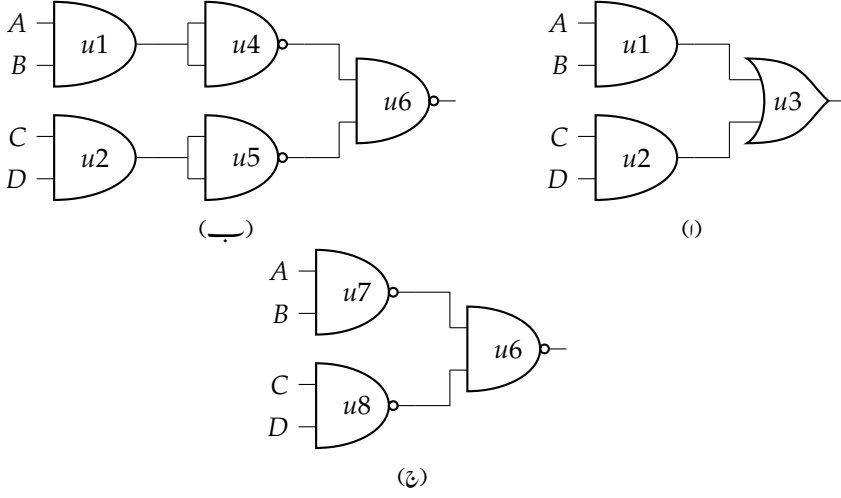 A u1 u4 A u1
B u6 B u3
C u2 u5 C u2
D D
(ب) (ا)
A u7
B u6
C u8
D
(ج)